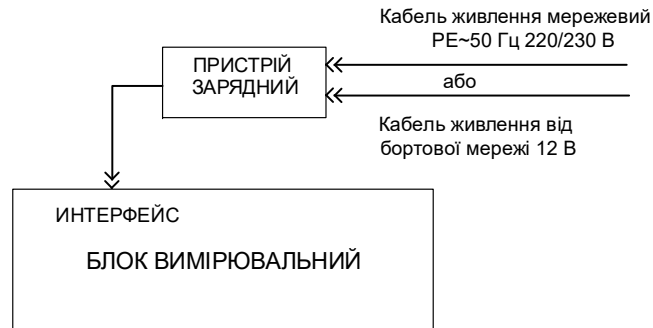 Кабель живлення мережевий
РЕ~50 Гц 220/230 В
ПРИСТРІЙ
ЗАРЯДНИЙ
або
Кабель живлення від
бортової мережі 12 В
ИНТЕРФЕЙС
БЛОК ВИМІРЮВАЛЬНИЙ